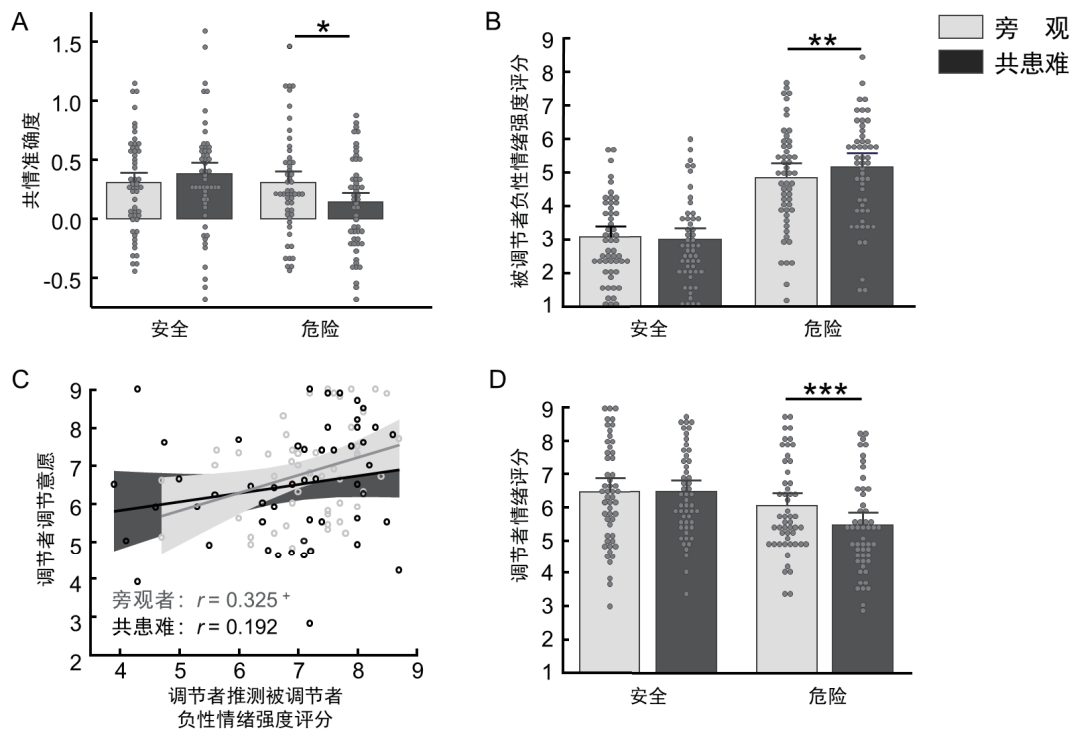 A
共情准确度
1.5
1.0
0.5
0.0
-0.5
*
安全
危险
B
被调节者负性情绪强度评分
9
8
7
6
5
4
3
2
1
**
安全
危险
旁 观
共患难
C
调节者调节意愿
9
8
7
6
5
4
3
2
旁观者：r = 0.325 +
共患难：r = 0.192
4 5 6 7 8 9
调节者推测被调节者
负性情绪强度评分
D
调节者情绪评分
9
8
7
6
5
4
3
2
1
***
安全
危险